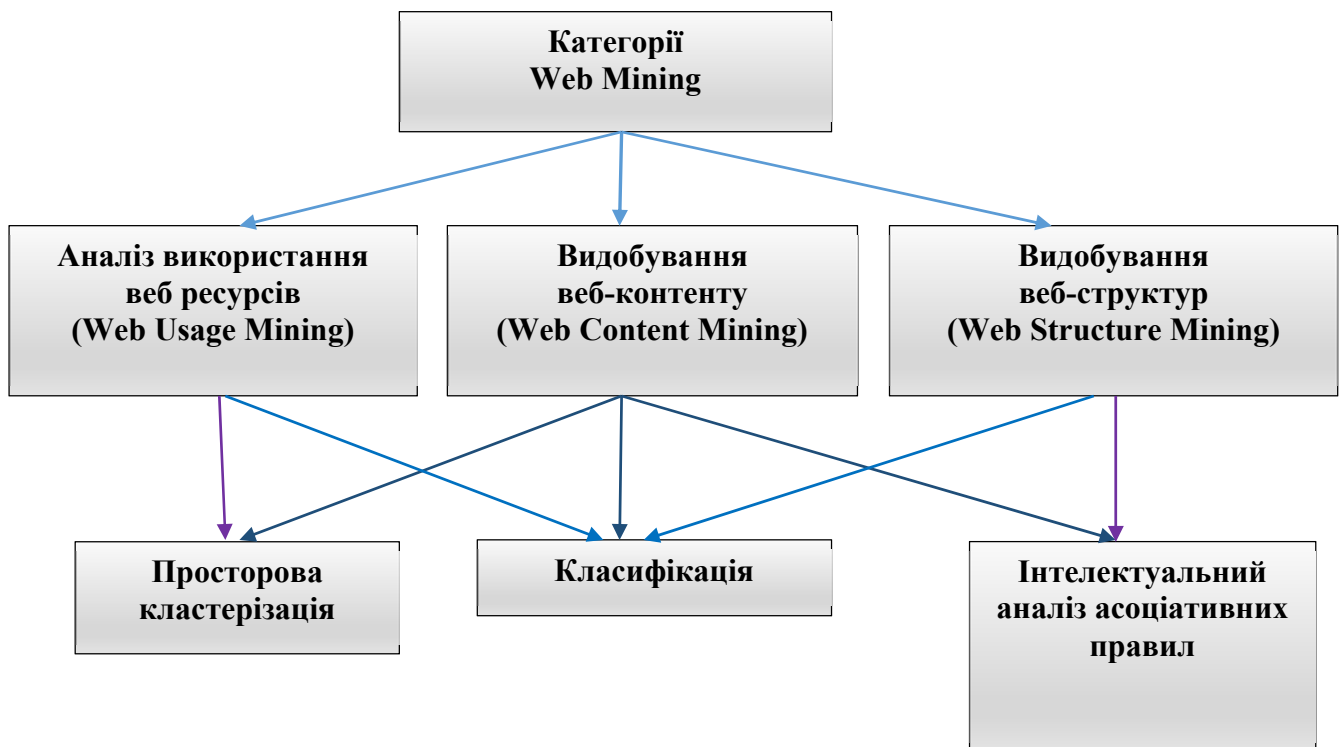 Категорії
Web Mining
Аналіз використання
веб ресурсів
(Web Usage Mining)
Видобування
веб-контенту
(Web Content Mining)
Видобування
веб-структур
(Web Structure Mining)
Просторова
кластерізація
Класифікація
Інтелектуальний
аналіз асоціативних
правил